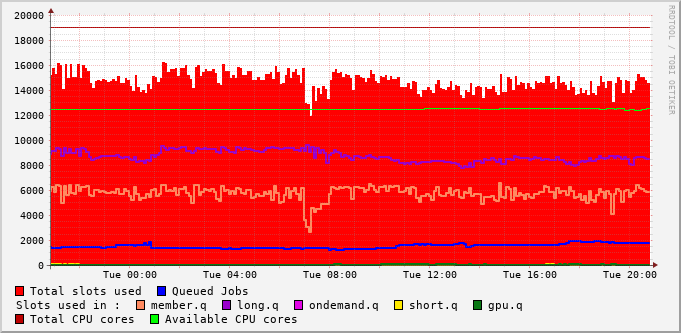 20000
18000
16000
14000
12000
10000
8000
6000
4000
2000
0
Tue 00:00 Tue 04:00 Tue 08:00 Tue 12:00 Tue 16:00 Tue 20:00
RRDTOOL / TOBI OETIKER
Total slots used Queued Jobs
Slots used in : member.q long.q ondemand.q short.q gpu.q
Total CPU cores Available CPU cores